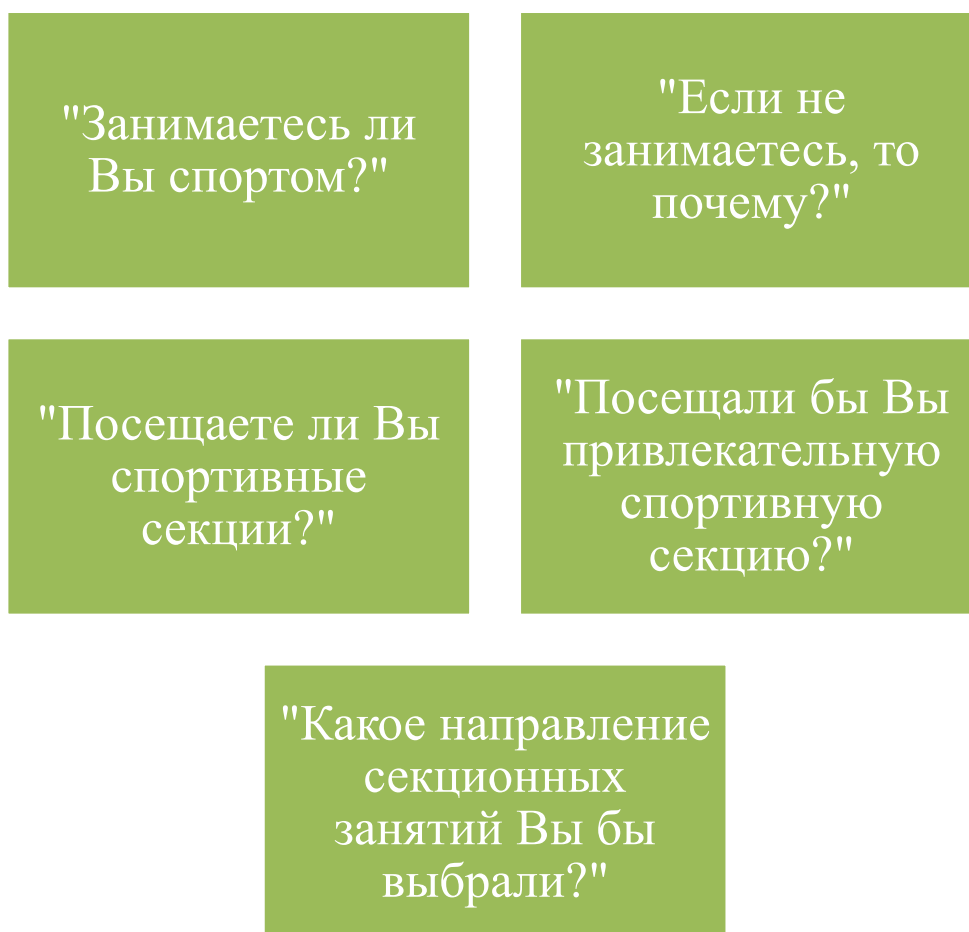 "Занимаетесь ли
Вы спортом?"
"Если не
занимаетесь, то
почему?"
"Посещаете ли Вы
спортивные
секции?"
"Посещали бы Вы
привлекательную
спортивную
секцию?"
"Какое направление
секционных
занятий Вы бы
выбрали?"